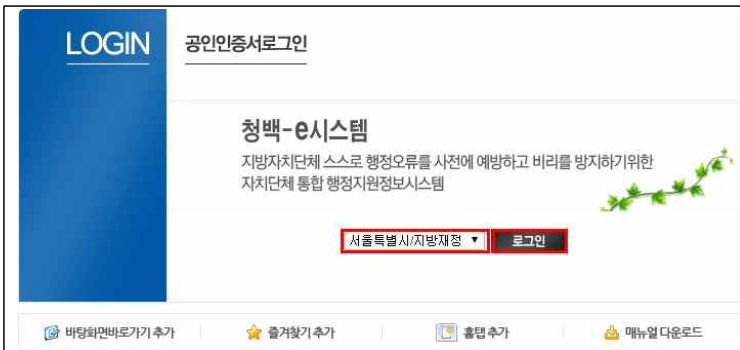 LOGIN 공인인증서로그인
청백-e시스템
지방자치단체 스스로 행정오류를 사전에 예방하고 비리를 방지하기위한
자치단체 통합 행정지원정보시스템
서울특별시/지방재정 ▼ 로그인
바탕화면바로가기 추가 즐겨찾기 추가 홈탭 추가 매뉴얼 다운로드